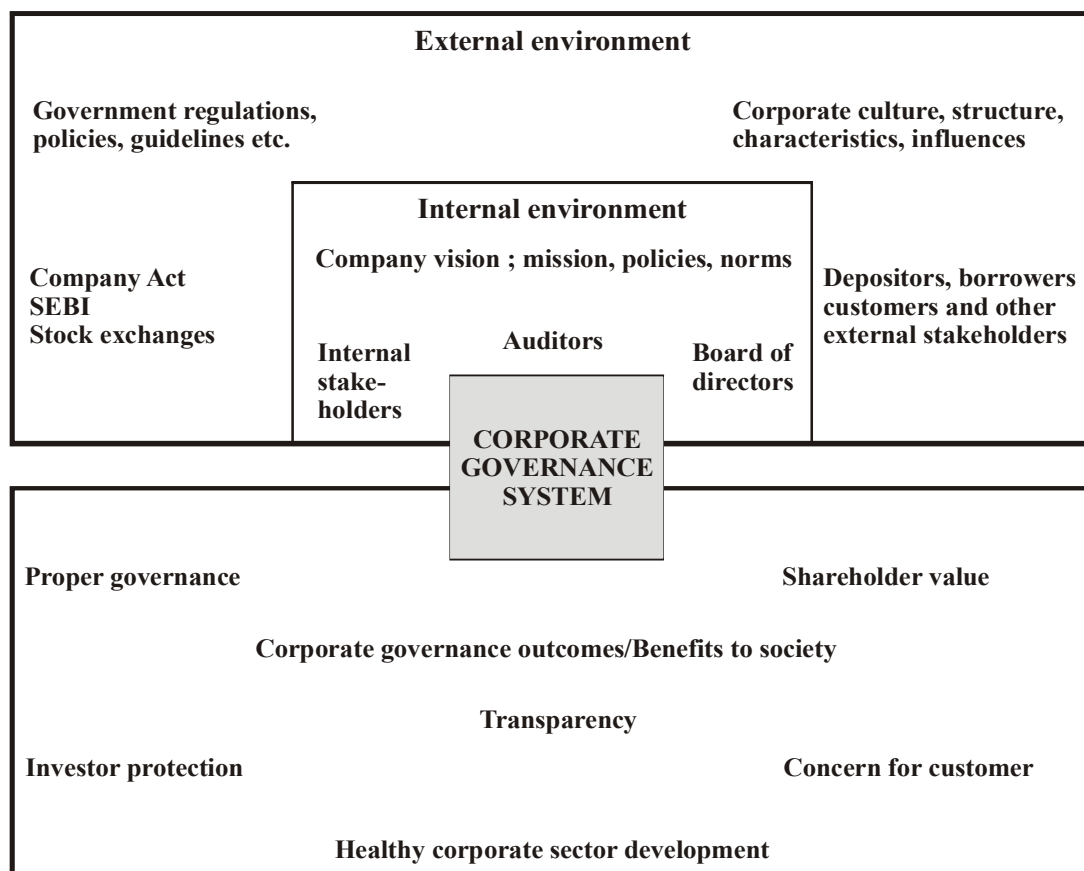 External environment
Government regulations,
policies, guidelines etc.
Corporate culture, structure,
characteristics, influences
Internal environment
Company vision ; mission, policies, norms
Company Act
SEBI
Stock exchanges
Depositors, borrowers
customers and other
external stakeholders
Internal
stake-
holders
Auditors
Board of
directors
CORPORATE
GOVERNANCE
SYSTEM
Proper governance
Shareholder value
Corporate governance outcomes/Benefits to society
Transparency
Investor protection
Concern for customer
Healthy corporate sector development